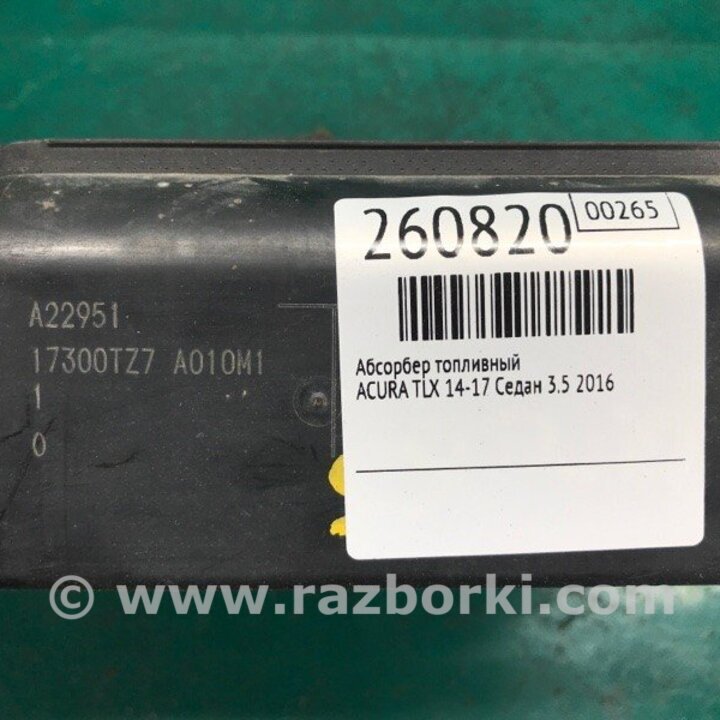 A22951
17300TZ7 A010M1
1
0
260820
00265
Абсорбер топливный
ACURA TLX 14-17 Седан 3.5 2016
© www.razborki.com